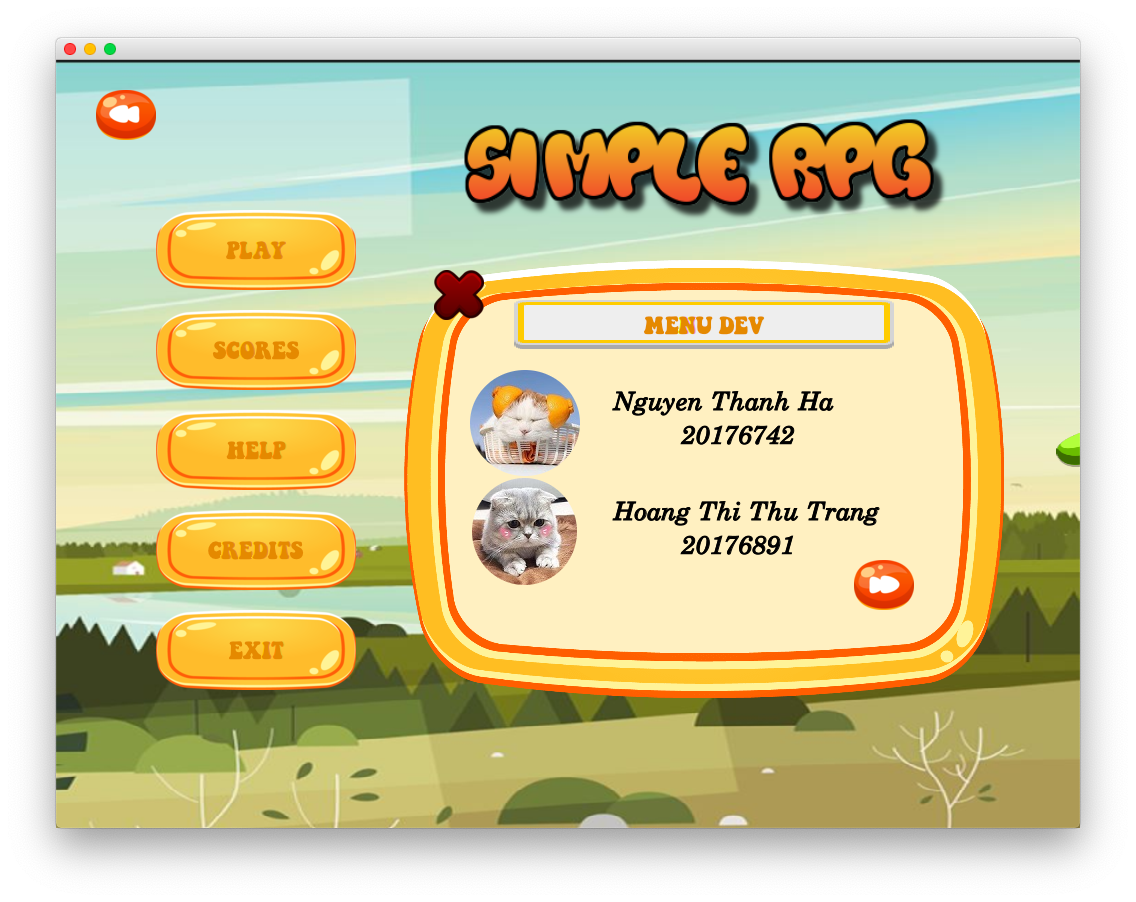 SIMPLE RPG
PLAY
SCORES
HELP
CREDITS
EXIT
MENU DEV
Nguyen Thanh Ha
20176742
Hoang Thi Thu Trang
20176891